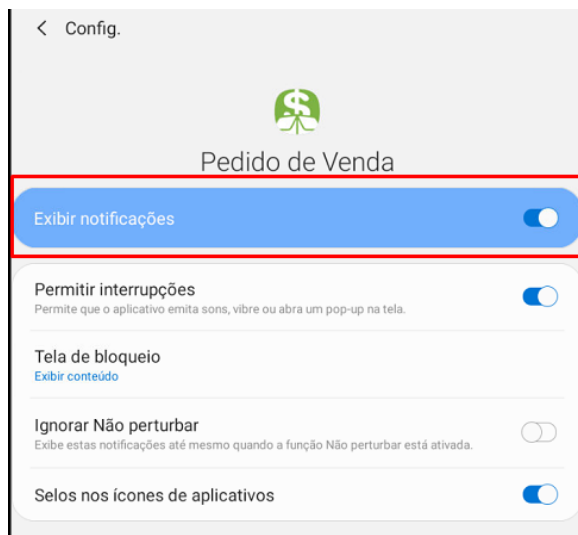 Config.
Pedido de Venda
Exibir notificações
Permitir interrupções
Permite que o aplicativo emita sons, vibre ou abra um pop-up na tela.
Tela de bloqueio
Exibir conteúdo
Ignorar Não perturbar
Exibe estas notificações até mesmo quando a função Não perturbar está ativada.
Selos nos ícones de aplicativos